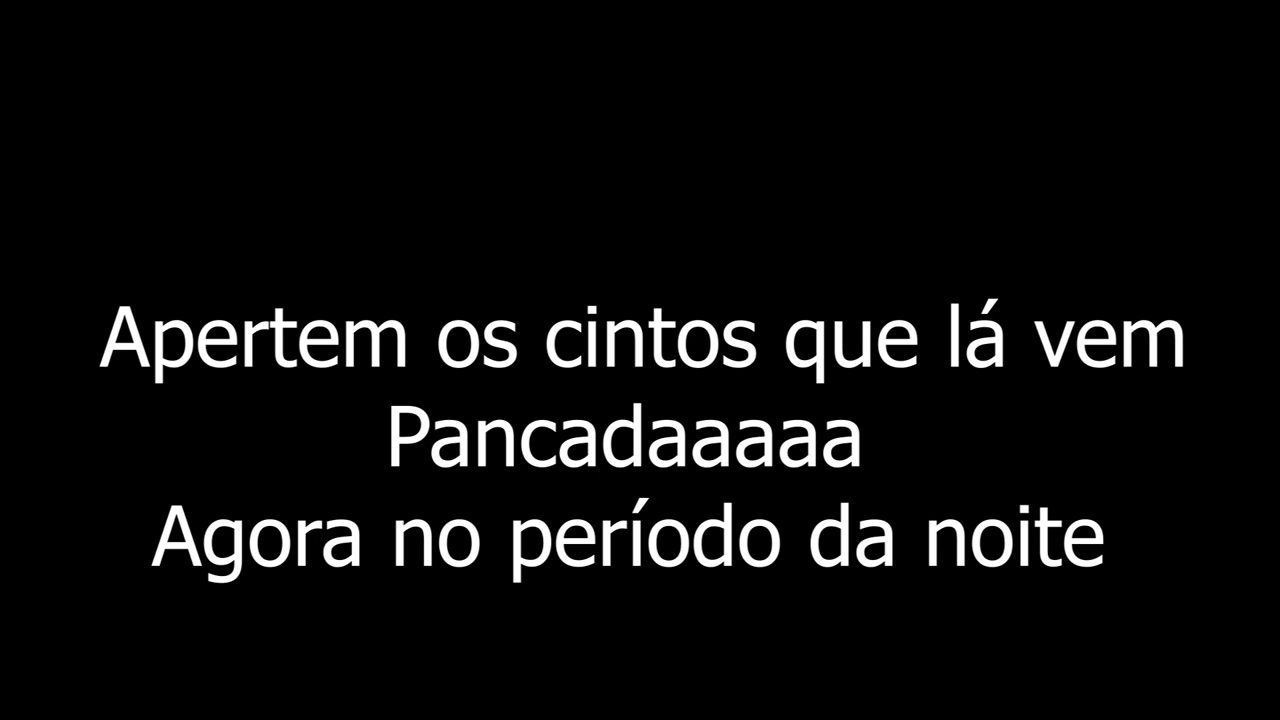 Apertem os cintos que lá vem
Pancadaaaaa
Agora no período da noite